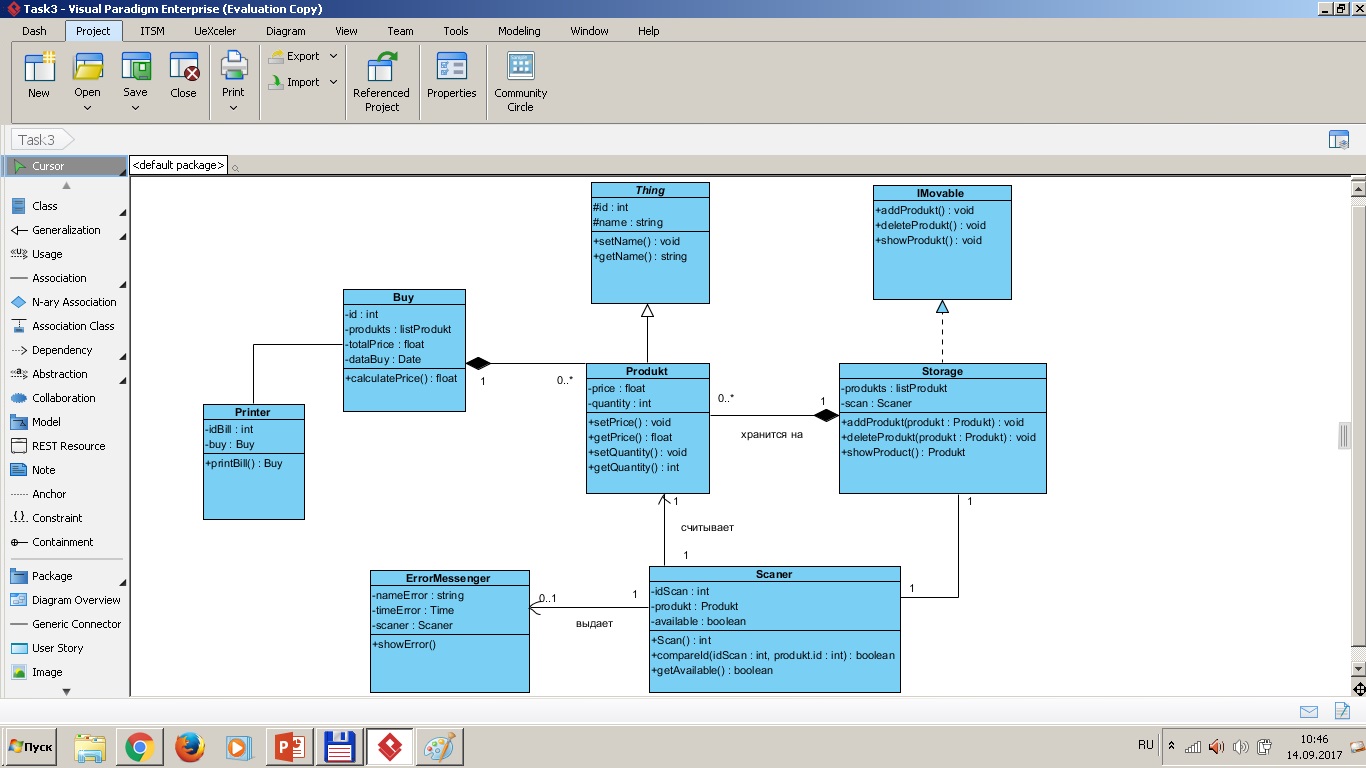 Task3 - Visual Paradigm Enterprise (Evaluation Copy)
Dash Project ITSM UeXceler Diagram View Team Tools Modeling Window Help
New Open Save Close Print Export Import Referenced Project Properties Community Circle
Task3
Cursor
<default package>
Class
Generalization
Usage
Association
N-ary Association
Association Class
Dependency
Abstraction
Collaboration
Model
REST Resource
Note
Anchor
Constraint
Containment
Package
Diagram Overview
Generic Connector
User Story
Image
Thing
#id : int
#name : string
+setName() : void
+getName() : string
IMovable
+addProdukt() : void
+deleteProdukt() : void
+showProdukt() : void
Buy
-id : int
-produkts : listProdukt
-totalPrice : float
-dataBuy : Date
+calculatePrice() : float
1
0..*
Produkt
-price : float
-quantity : int
+setPrice() : void
+getPrice() : float
+setQuantity() : void
+getQuantity() : int
0..*
1
хранится на
Storage
-produkts : listProdukt
-scan : Scaner
+addProdukt(produkt : Produkt) : void
+deleteProdukt(produkt : Produkt) : void
+showProduct() : Produkt
Printer
-idBill : int
-buy : Buy
+printBill() : Buy
1
считывает
1
1
1
ErrorMessenger
-nameError : string
-timeError : Time
-scaner : Scaner
+showError()
0..1
1
выдает
Scaner
-idScan : int
-produkt : Produkt
-available : boolean
+Scan() : int
+compareId(idScan : int, produkt.id : int) : boolean
+getAvailable() : boolean
Пуск
RU
10:46
14.09.2017